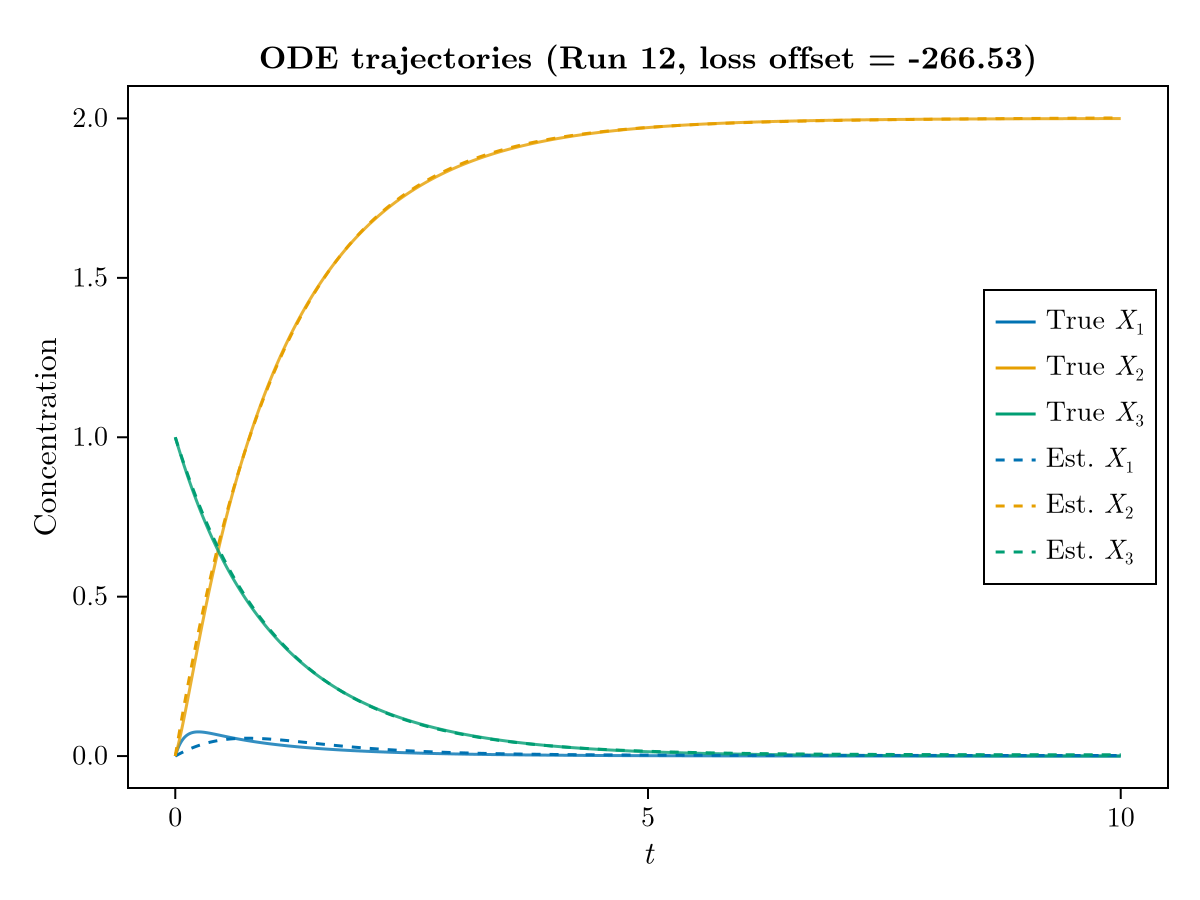 ODE trajectories (Run 12, loss offset = -266.53)
2.0
1.5
1.0
0.5
0.0
Concentration
True X₁
True X₂
True X₃
Est. X₁
Est. X₂
Est. X₃
0 5 10
t